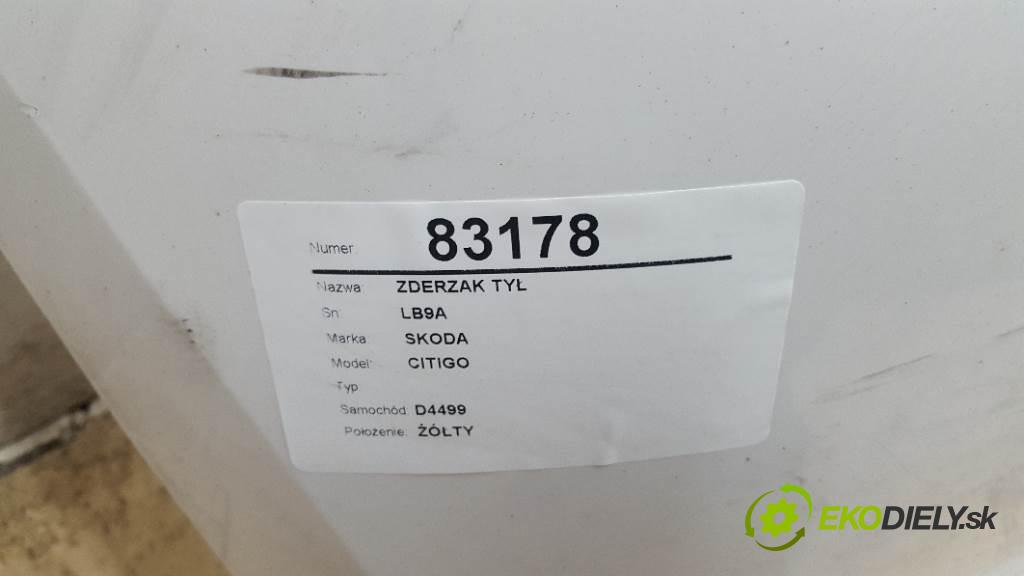 Numer: 83178
Nazwa: ZDERZAK TYŁ
Sn: LB9A
Marka: SKODA
Model: CITIGO
Typ
Samochód: D4499
Położenie: ŻÓŁTY
EKODIELY.sk